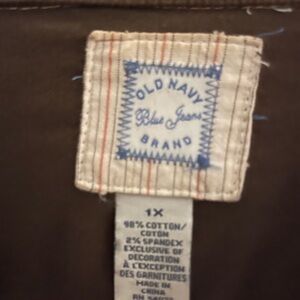 OLD NAVY
Blue Jeans
BRAND
1X
98% COTTON/
COTON
2% SPANDEX
EXCLUSIVE OF
DECORATION
À L'EXCEPTION
DES GARNITURES
MADE IN
CHINA
RN